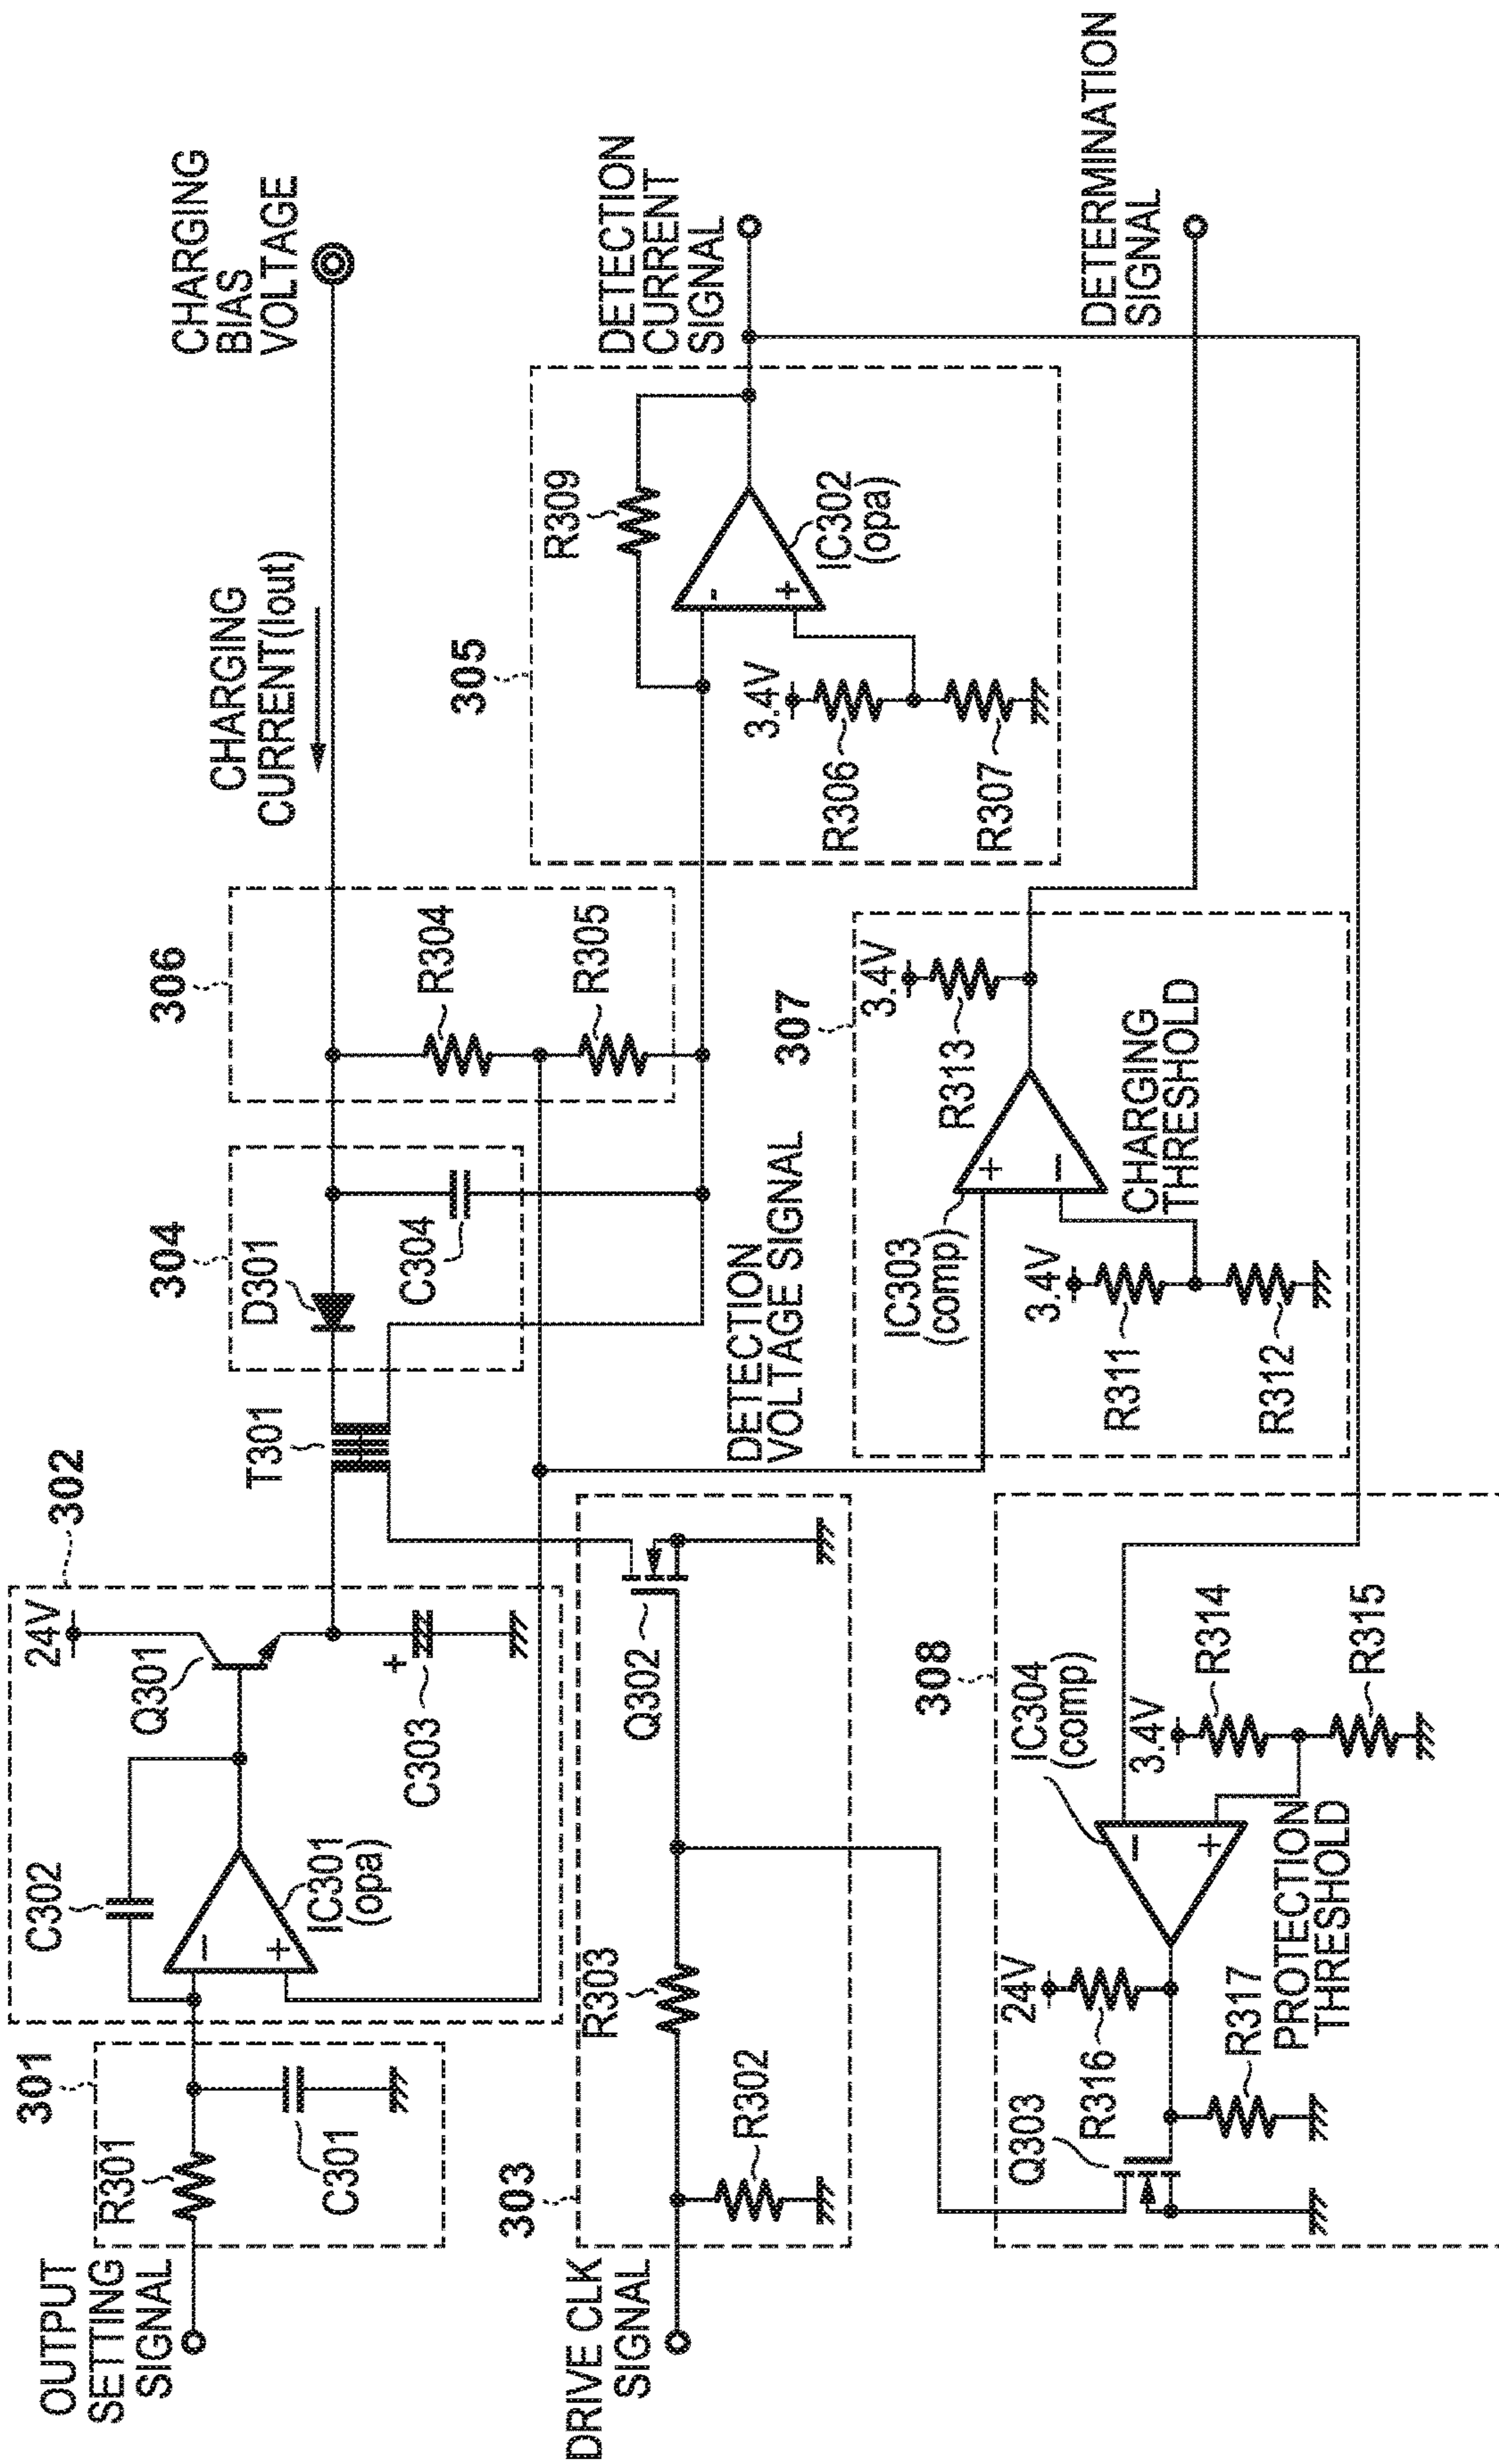 OUTPUT
SETTING
SIGNAL
301
R301
C301
302
C302
IC301
(opa)
−
+
24V
Q301
+
C303
T301
304
D301
C304
306
R304
R305
CHARGING
CURRENT(Iout)
CHARGING
BIAS
VOLTAGE
305
R309
IC302
(opa)
-
+
3.4V
R306
R307
DETECTION
CURRENT
SIGNAL
DRIVE CLK
SIGNAL
303
R302
R303
Q302
DETECTION
VOLTAGE SIGNAL
307
IC303
(comp)
+
−
3.4V
R313
3.4V
R311
R312
CHARGING
THRESHOLD
DETERMINATION
SIGNAL
308
Q303
24V
R316
R317
IC304
(comp)
−
+
3.4V
R314
R315
PROTECTION
THRESHOLD